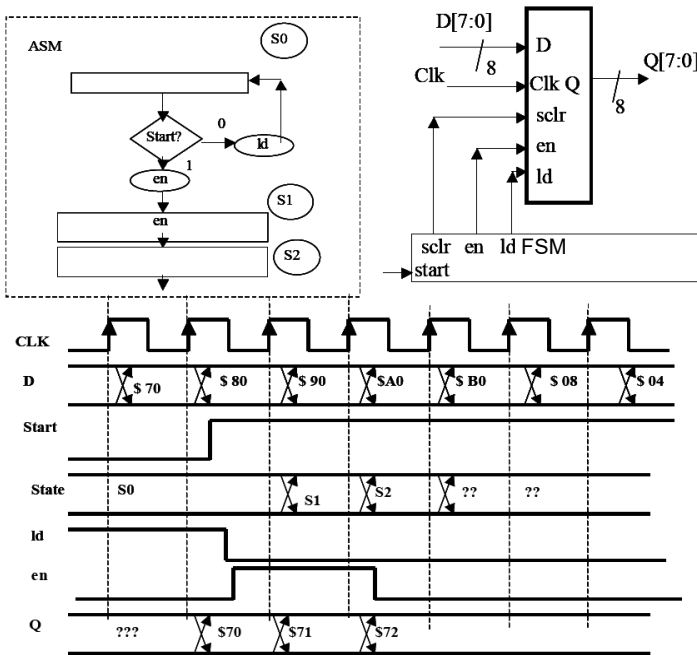 ASM
S0
Start?
0
ld
1
en
en
S1
S2
D[7:0]
8
D
Clk
Clk Q
Q[7:0]
8
sclr
en
ld
sclr en ld FSM
start
CLK
D $ 70 $ 80 $ 90 $A0 $ B0 $ 08 $ 04
Start
State S0 S1 S2 ?? ??
ld
en
Q ??? $70 $71 $72